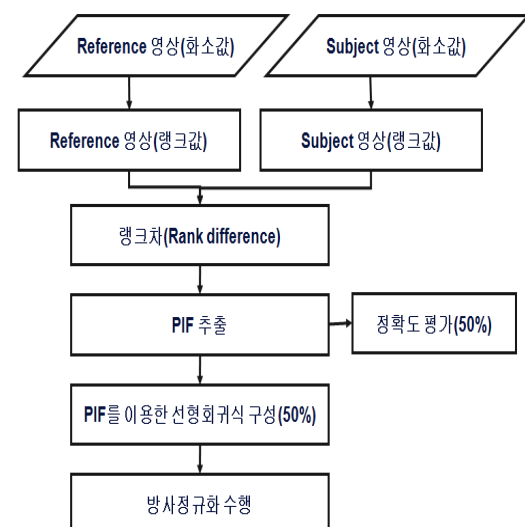 Reference 영상(화소값)
Subject 영상(화소값)
Reference 영상(랭크값)
Subject 영상(랭크값)
랭크차(Rank difference)
PIF 추출
정확도 평가(50%)
PIF를 이용한 선형회귀식 구성(50%)
방사정규화 수행